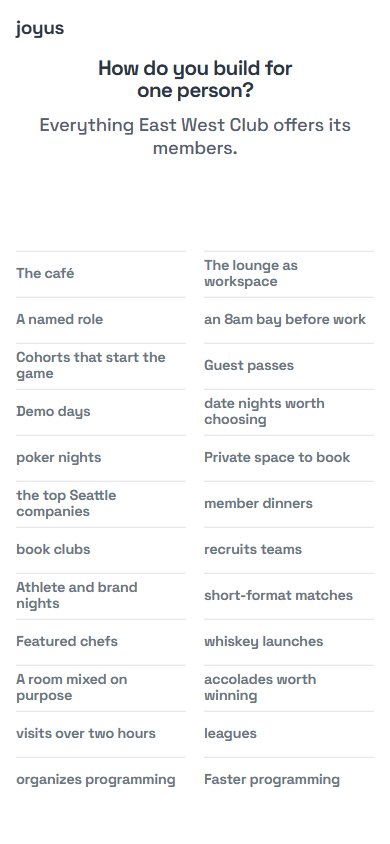 joyus
How do you build for
one person?
Everything East West Club offers its
members.
The café
The lounge as
workspace
A named role
an 8am bay before work
Cohorts that start the
game
Guest passes
Demo days
date nights worth
choosing
poker nights
Private space to book
the top Seattle
companies
member dinners
book clubs
recruits teams
Athlete and brand
nights
short-format matches
Featured chefs
whiskey launches
A room mixed on
purpose
accolades worth
winning
visits over two hours
leagues
organizes programming
Faster programming